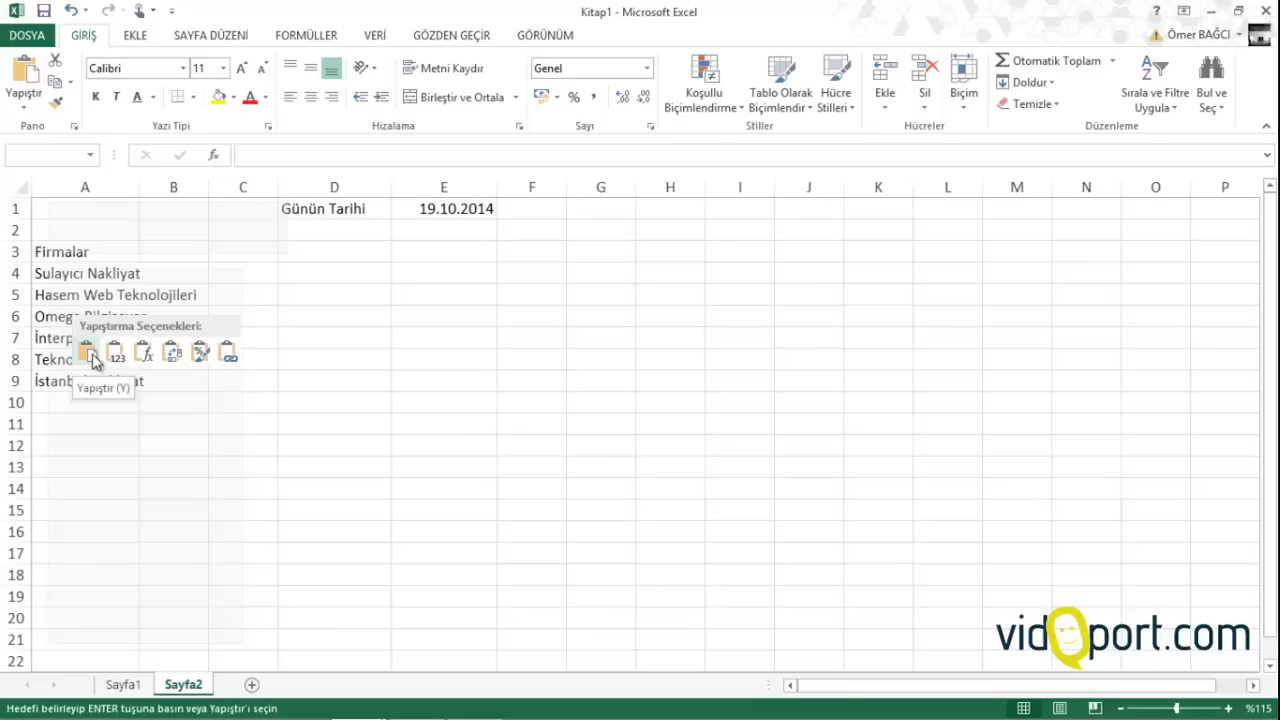 Kitap1 - Microsoft Excel
?
DOSYA GİRİŞ EKLE SAYFA DÜZENİ FORMÜLLER VERİ GÖZDEN GEÇİR GÖRÜNÜM Ömer BAĞCI
Yapıştır
Calibri 11
K T A
Metni Kaydır
Birleştir ve Ortala
Genel
% ,
Koşullu Biçimlendirme
Tablo Olarak Biçimlendir
Hücre Stilleri
Ekle Sil Biçim
Otomatik Toplam
Doldur
Temizle
Sırala ve Filtre Uygula
Bul ve Seç
Pano Yazı Tipi Hizalama Sayı Stiller Hücreler Düzenleme
fx
A B C D E F G H I J K L M N O P
1 Günün Tarihi 19.10.2014
2
3 Firmalar
4 Sulayıcı Nakliyat
5 Hasem Web Teknolojileri
6 Omega
Yapıştırma Seçenekleri:
7 İnterp
8 Tekno
123 fx %
Yapıştır (Y)
9
10
11
12
13
14
15
16
17
18
19
20
21
22
vidoport.com
Sayfa1 Sayfa2
Hedefi belirleyip ENTER tuşuna basın veya Yapıştır'ı seçin
%115